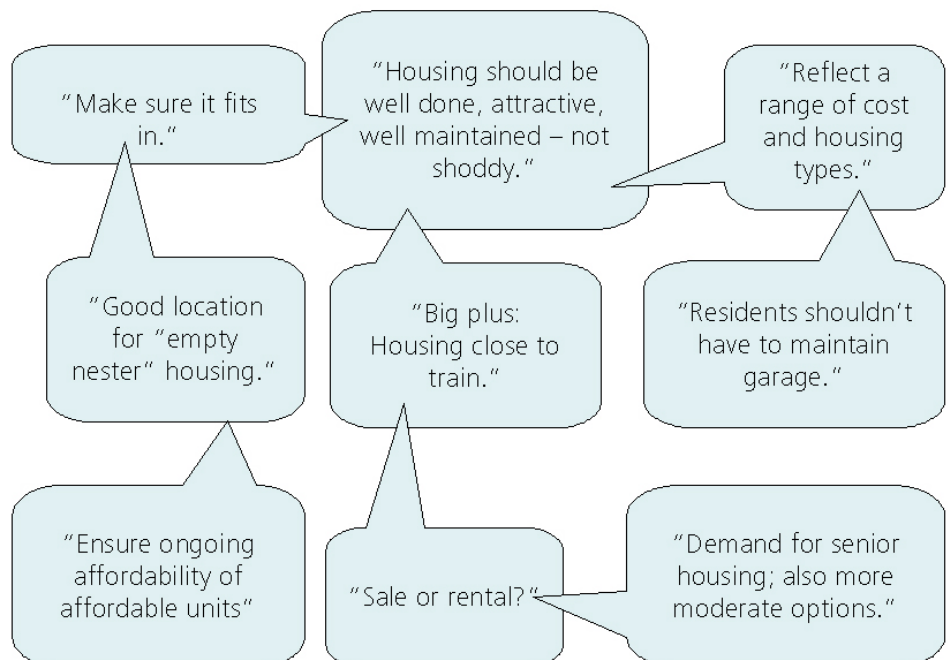 "Make sure it fits
in."
"Housing should be
well done, attractive,
well maintained – not
shoddy."
"Reflect a
range of cost
and housing
types."
"Good location
for "empty
nester" housing."
"Big plus:
Housing close to
train."
"Residents shouldn't
have to maintain
garage."
"Ensure ongoing
affordability of
affordable units"
"Sale or rental?"
"Demand for senior
housing; also more
moderate options."